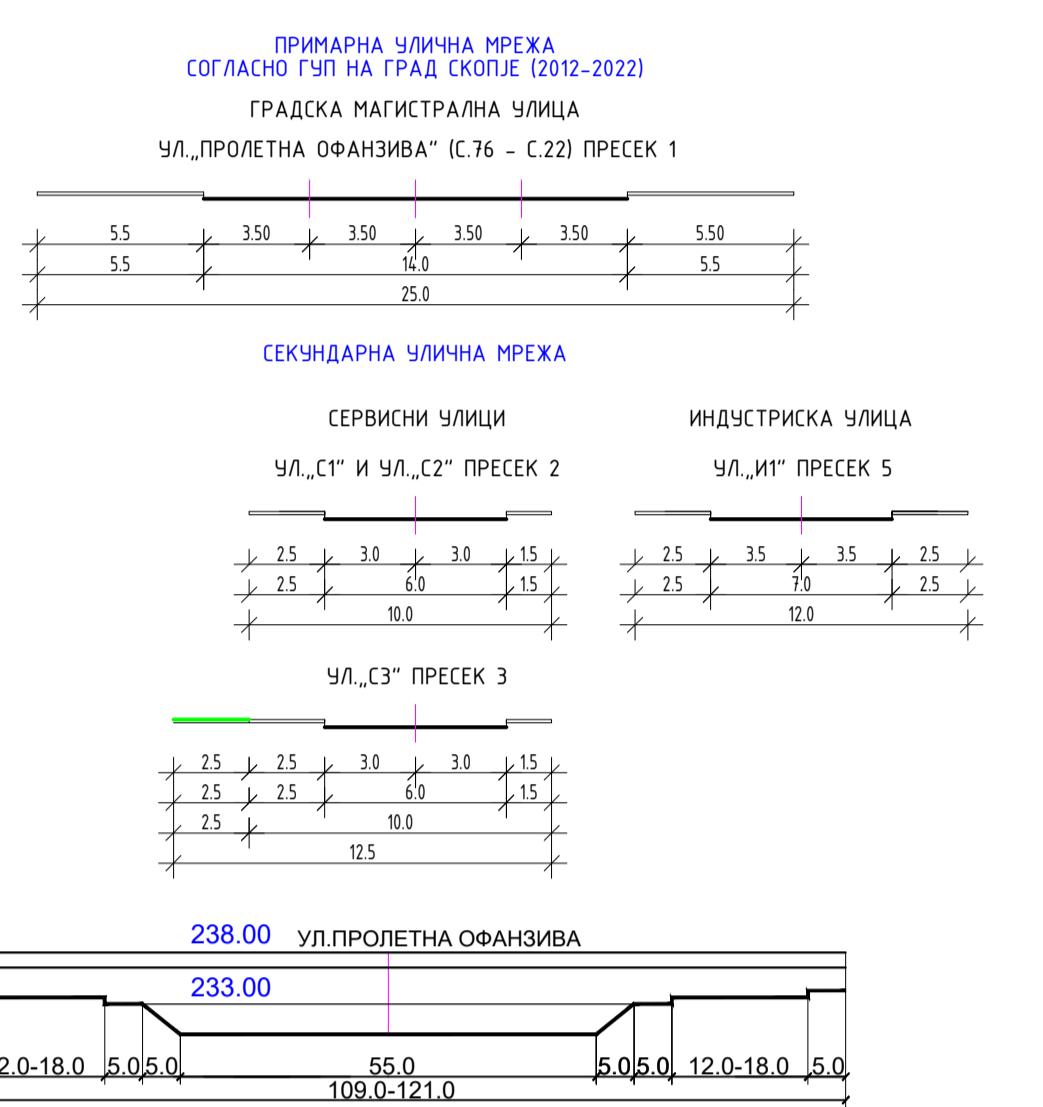 ПРИМАРНА УЛИЧНА МРЕЖА
СОГЛАСНО ГУП НА ГРАД СКОПЈЕ (2012-2022)
ГРАДСКА МАГИСТРАЛНА УЛИЦА
УЛ.„ПРОЛЕТНА ОФАНЗИВА" (С.76 - С.22) ПРЕСЕК 1
5.5 3.50 3.50 3.50 3.50 5.50
5.5 14.0 5.5
25.0
СЕКУНДАРНА УЛИЧНА МРЕЖА
СЕРВИСНИ УЛИЦИ
УЛ.„С1" И УЛ.„С2" ПРЕСЕК 2
2.5 3.0 3.0 1.5
2.5 6.0 1.5
10.0
ИНДУСТРИСКА УЛИЦА
УЛ.„И1" ПРЕСЕК 5
2.5 3.5 3.5 2.5
2.5 7.0 2.5
12.0
УЛ.„С3" ПРЕСЕК 3
2.5 2.5 3.0 3.0 1.5
2.5 2.5 6.0 1.5
2.5 10.0
12.5
238.00 УЛ.ПРОЛЕТНА ОФАНЗИВА
233.00
2.0-18.0 5.0 5.0 55.0 5.0 5.0 12.0-18.0 5.0
109.0-121.0